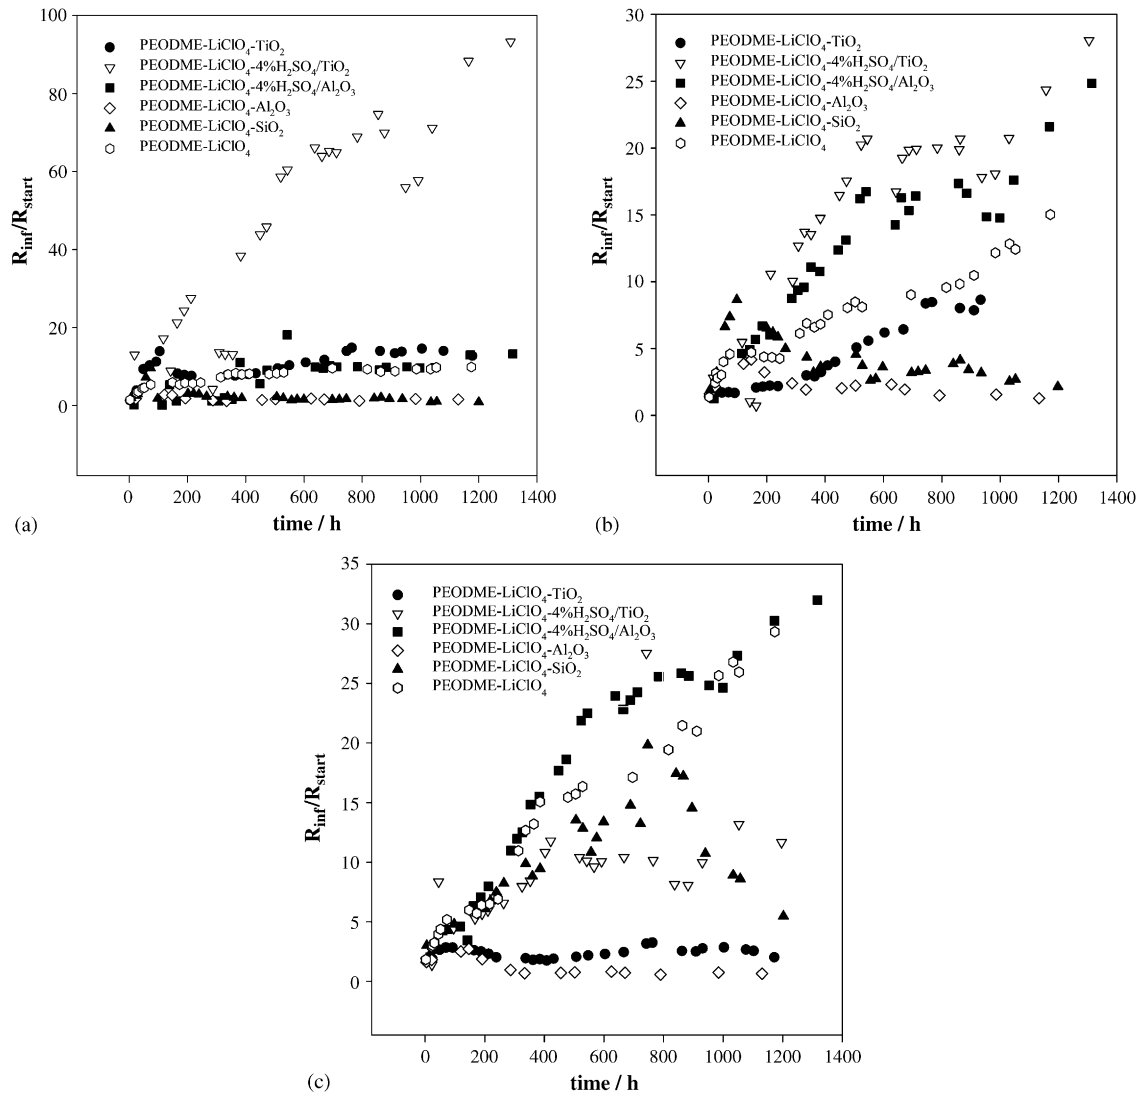 100
80
60
40
20
0
R_inf/R_start
PEODME-LiClO₄-TiO₂
PEODME-LiClO₄-4%H₂SO₄/TiO₂
PEODME-LiClO₄-4%H₂SO₄/Al₂O₃
PEODME-LiClO₄-Al₂O₃
PEODME-LiClO₄-SiO₂
PEODME-LiClO₄
0 200 400 600 800 1000 1200 1400
time / h
(a)
30
25
20
15
10
5
0
R_inf/R_start
PEODME-LiClO₄-TiO₂
PEODME-LiClO₄-4%H₂SO₄/TiO₂
PEODME-LiClO₄-4%H₂SO₄/Al₂O₃
PEODME-LiClO₄-Al₂O₃
PEODME-LiClO₄-SiO₂
PEODME-LiClO₄
0 200 400 600 800 1000 1200 1400
time / h
(b)
35
30
25
20
15
10
5
0
R_inf/R_start
PEODME-LiClO₄-TiO₂
PEODME-LiClO₄-4%H₂SO₄/TiO₂
PEODME-LiClO₄-4%H₂SO₄/Al₂O₃
PEODME-LiClO₄-Al₂O₃
PEODME-LiClO₄-SiO₂
PEODME-LiClO₄
0 200 400 600 800 1000 1200 1400
time / h
(c)